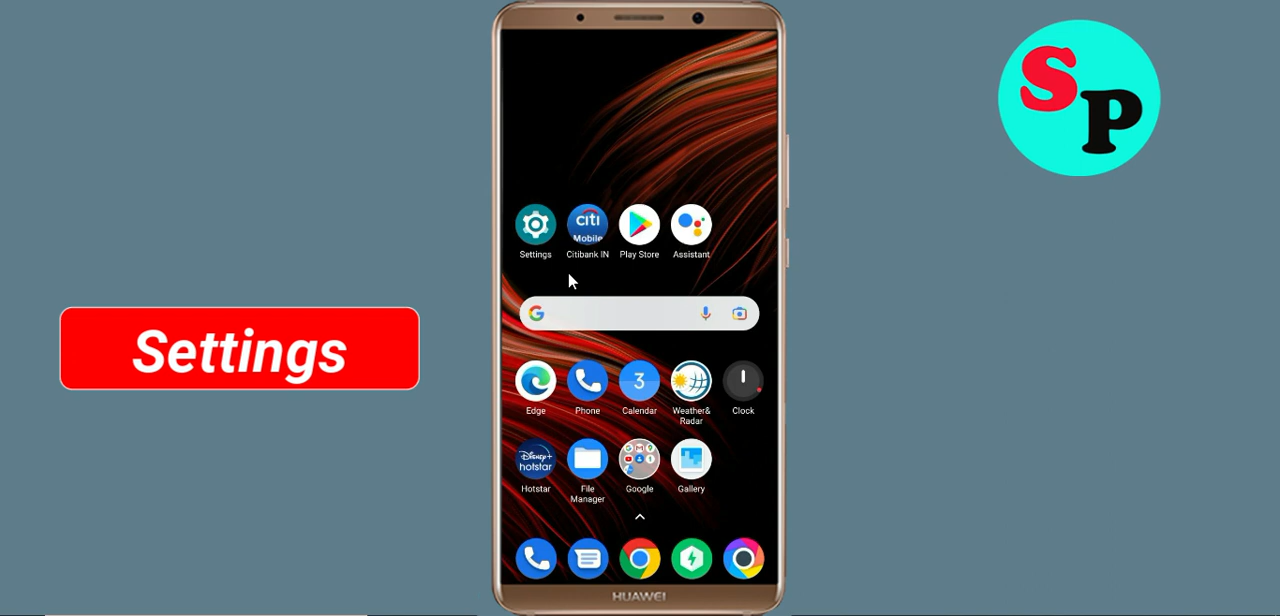 S
P
citi
Mobile
Settings
Citibank IN
Play Store
Assistant
G
Settings
3
Edge
Phone
Calendar
Weather&
Radar
Clock
Disney+
hotstar
Hotstar
File
Manager
Google
Gallery
HUAWEI